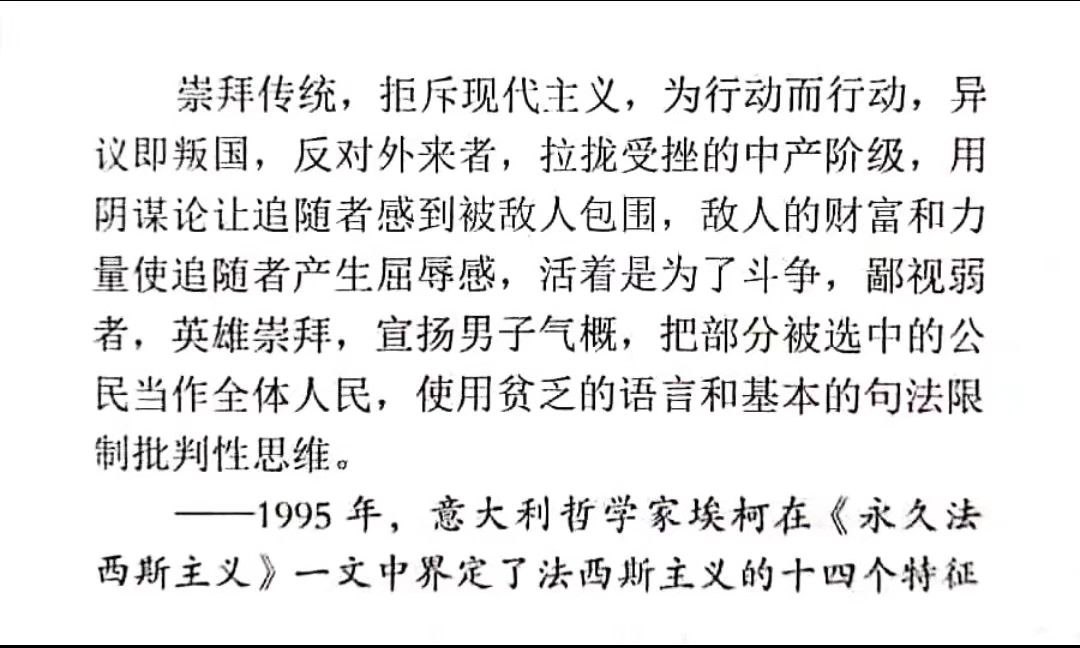 崇拜传统，拒斥现代主义，为行动而行动，异
议即叛国，反对外来者，拉拢受挫的中产阶级，用
阴谋论让追随者感到被敌人包围，敌人的财富和力
量使追随者产生屈辱感，活着是为了斗争，鄙视弱
者，英雄崇拜，宣扬男子气概，把部分被选中的公
民当作全体人民，使用贫乏的语言和基本的句法限
制批判性思维。
——1995 年，意大利哲学家埃柯在《永久法
西斯主义》一文中界定了法西斯主义的十四个特征